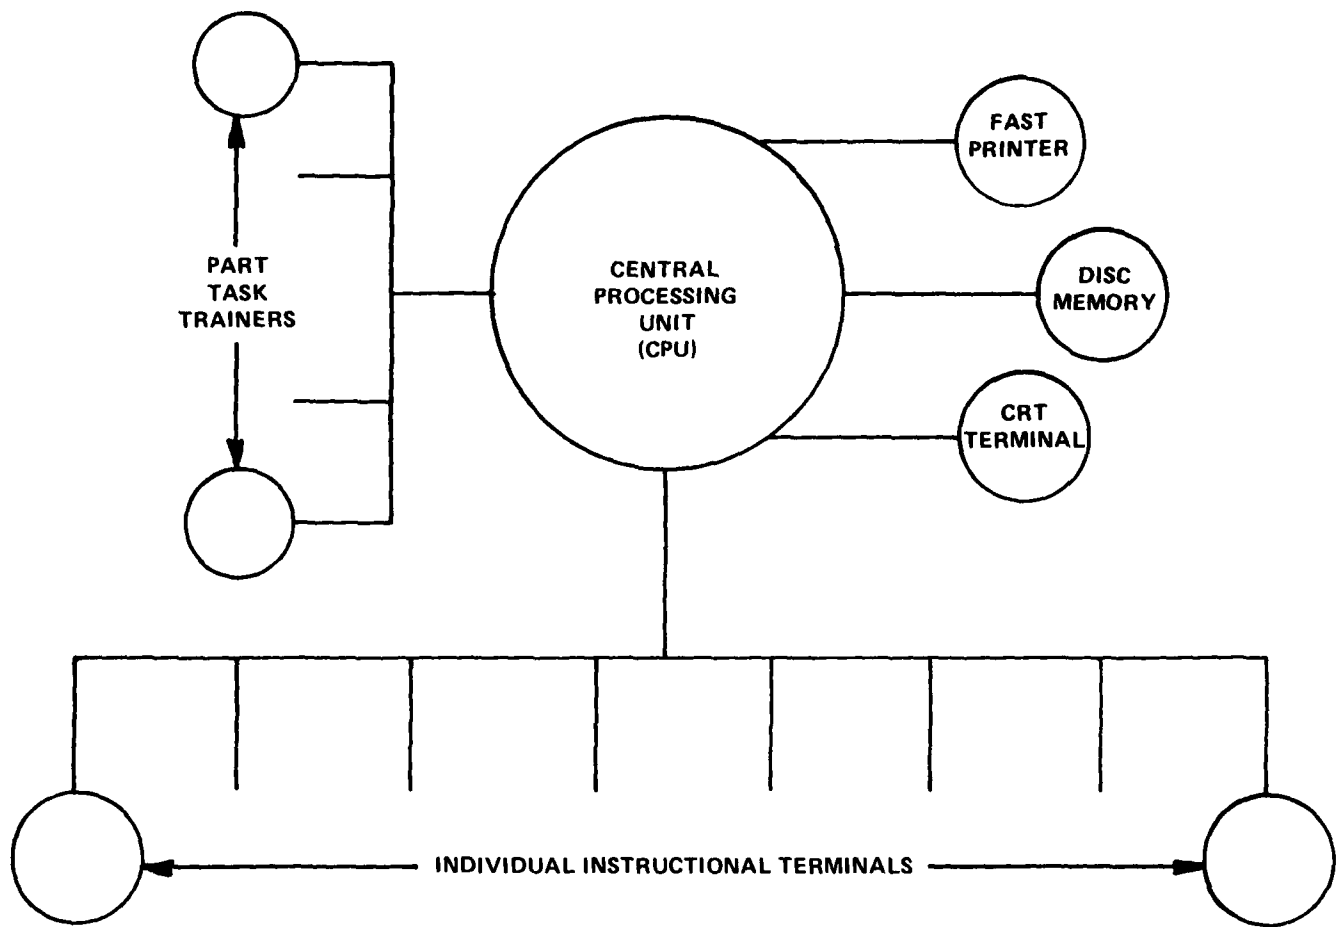 FAST
PRINTER
PART
TASK
TRAINERS
CENTRAL
PROCESSING
UNIT
(CPU)
DISC
MEMORY
CRT
TERMINAL
INDIVIDUAL INSTRUCTIONAL TERMINALS